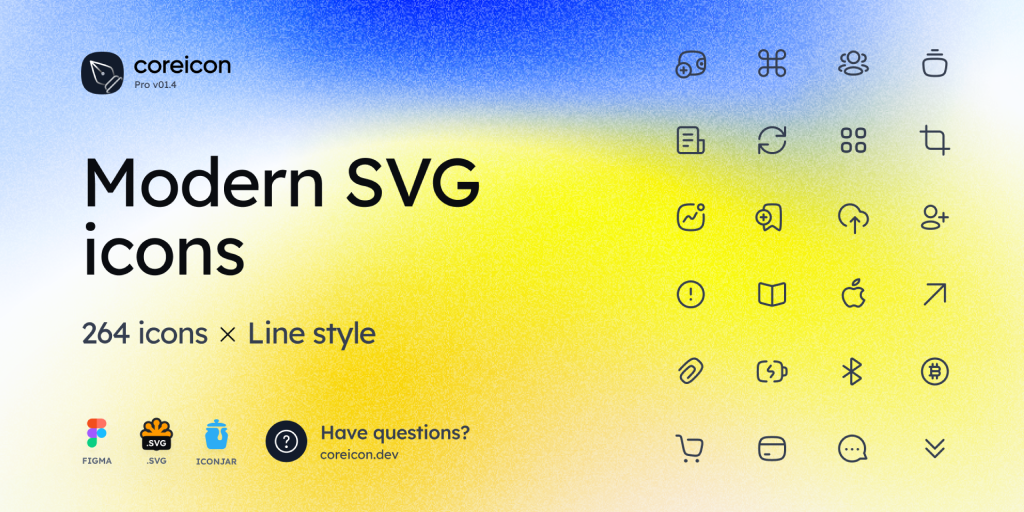 coreicon
Pro v01.4
Modern SVG
icons
264 icons × Line style
FIGMA
.SVG
.SVG
ICONJAR
Have questions?
coreicon.dev